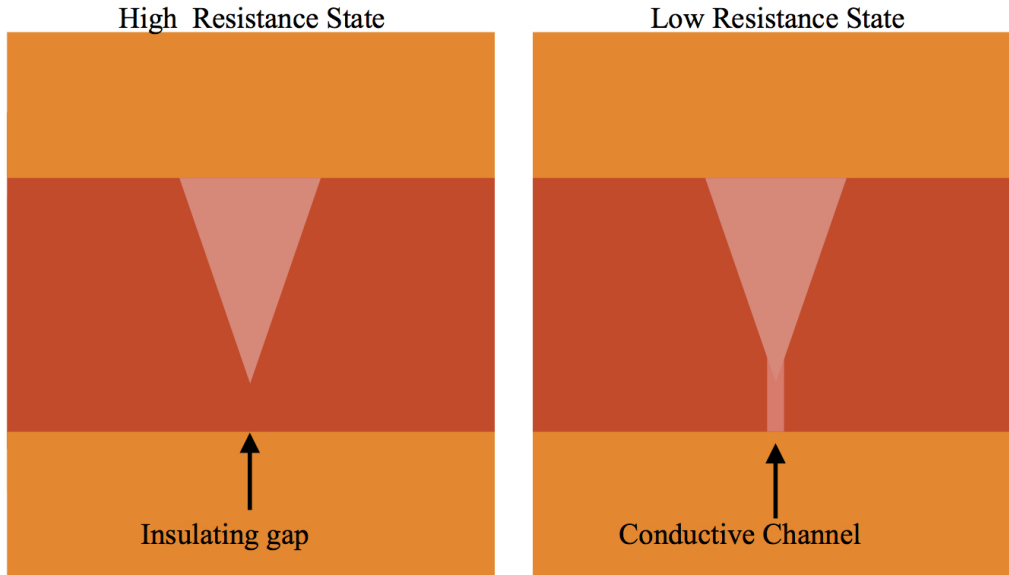 High  Resistance State
Low Resistance State
Insulating gap
Conductive Channel